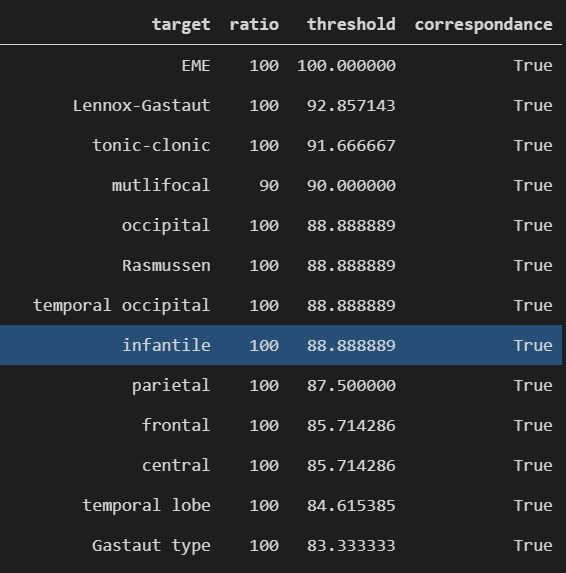 target ratio threshold correspondance
EME 100 100.000000 True
Lennox-Gastaut 100 92.857143 True
tonic-clonic 100 91.666667 True
mutlifocal 90 90.000000 True
occipital 100 88.888889 True
Rasmussen 100 88.888889 True
temporal occipital 100 88.888889 True
infantile 100 88.888889 True
parietal 100 87.500000 True
frontal 100 85.714286 True
central 100 85.714286 True
temporal lobe 100 84.615385 True
Gastaut type 100 83.333333 True